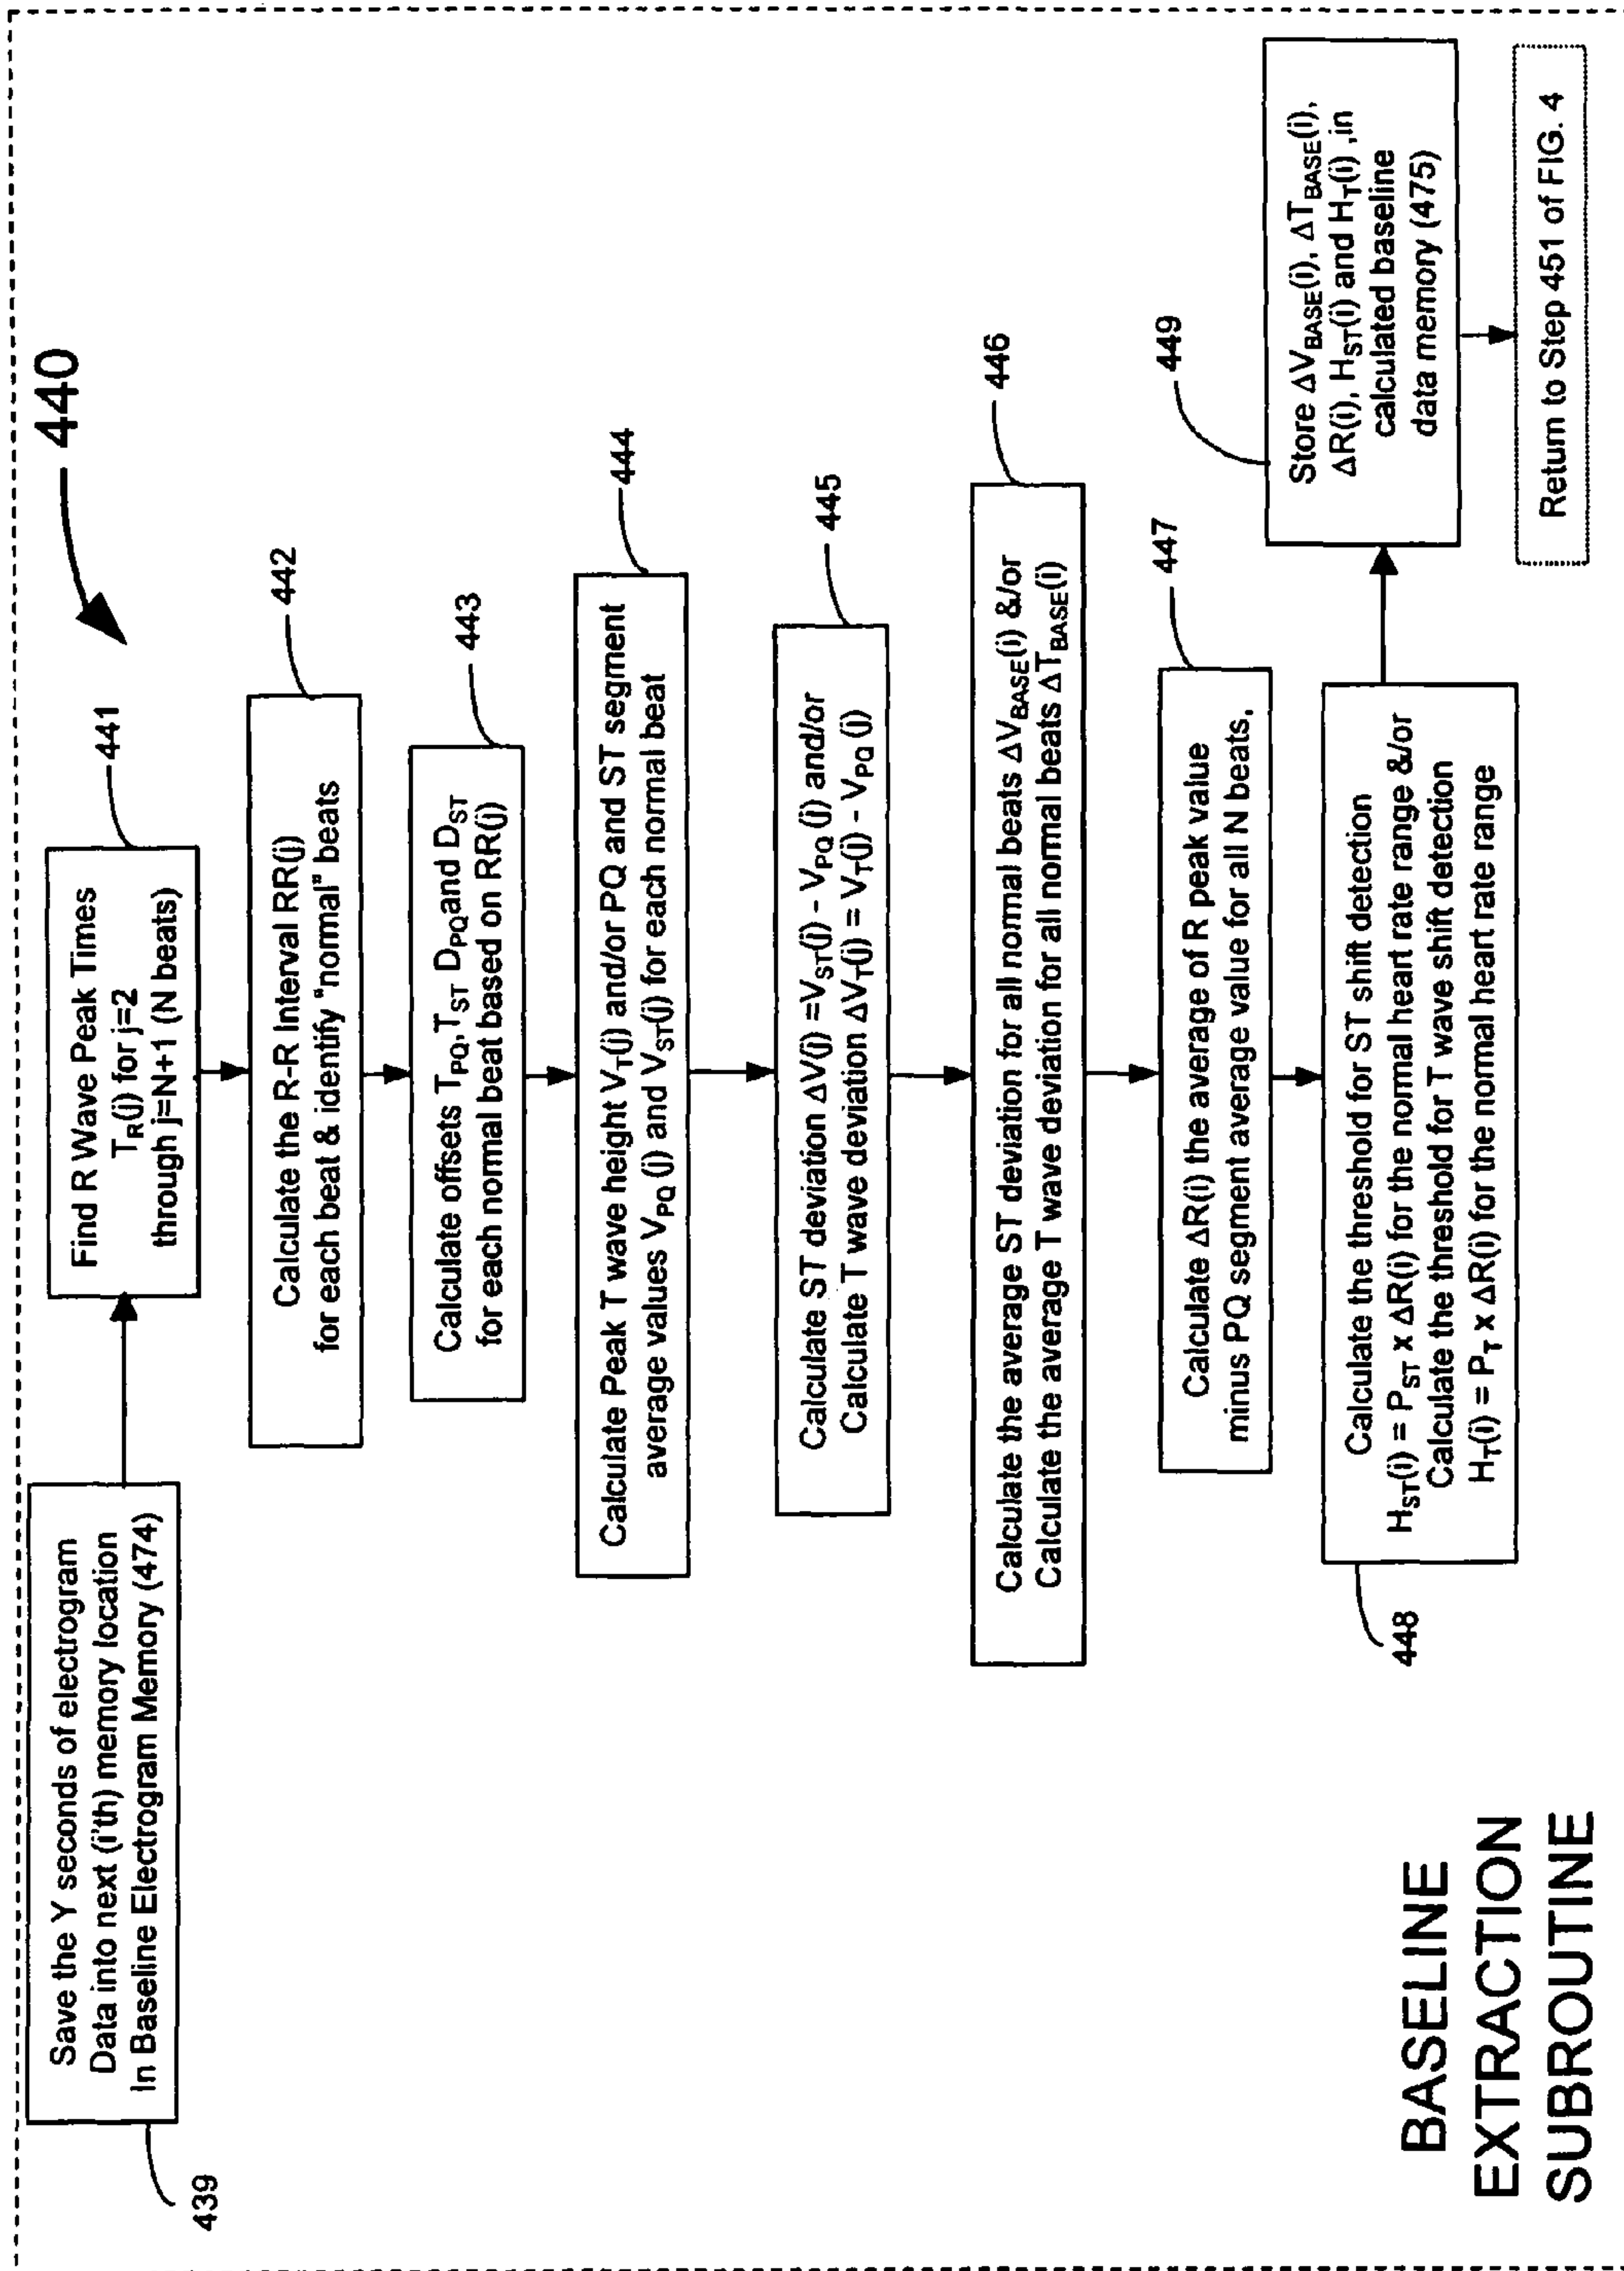 440
439
Save the Y seconds of electrogram
Data into next (i'th) memory location
In Baseline Electrogram Memory (474)
441
Find R Wave Peak Times
T_R(j) for j=2
through j=N+1 (N beats)
442
Calculate the R-R Interval RR(j)
for each beat & identify "normal" beats
443
Calculate offsets T_PQ, T_ST D_PQ and D_ST
for each normal beat based on RR(j)
444
Calculate Peak T wave height V_T(j) and/or PQ and ST segment
average values V_PQ (j) and V_ST(j) for each normal beat
445
Calculate ST deviation ΔV(j) =V_ST(j) - V_PQ (j) and/or
Calculate T wave deviation ΔV_T(j) = V_T(j) - V_PQ (j)
446
Calculate the average ST deviation for all normal beats ΔV_BASE(i) &/or
Calculate the average T wave deviation for all normal beats ΔT_BASE(i)
447
Calculate ΔR(i) the average of R peak value
minus PQ segment average value for all N beats,
448
Calculate the threshold for ST shift detection
H_ST(i) = P_ST x ΔR(i) for the normal heart rate range &/or
Calculate the threshold for T wave shift detection
H_T(i) = P_T x ΔR(i) for the normal heart rate range
449
Store ΔV_BASE(i), ΔT_BASE(i),
ΔR(i), H_ST(i) and H_T(i) ,in
calculated baseline
data memory (475)
Return to Step 451 of FIG. 4
BASELINE
EXTRACTION
SUBROUTINE